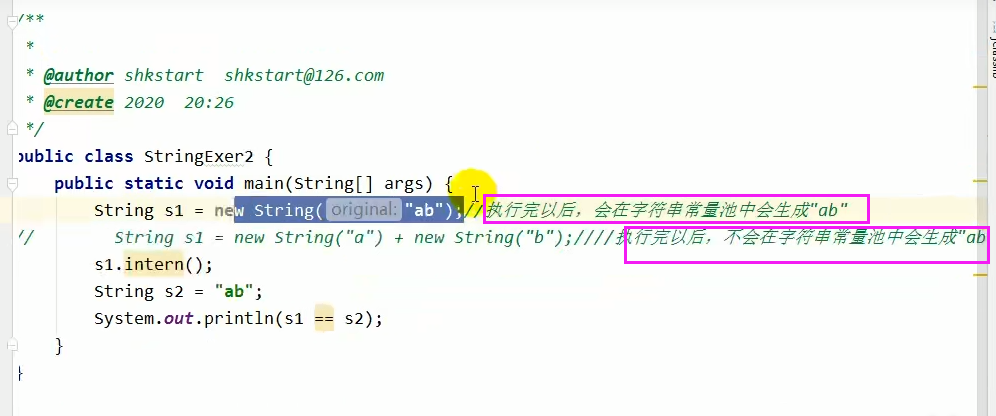 /**
*
* @author shkstart shkstart@126.com
* @create 2020 20:26
*/
public class StringExer2 {
public static void main(String[] args) {
String s1 = new String( original: "ab");//执行完以后，会在字符串常量池中会生成"ab"
// String s1 = new String("a") + new String("b");////执行完以后，不会在字符串常量池中会生成"ab
s1.intern();
String s2 = "ab";
System.out.println(s1 == s2);
}
}